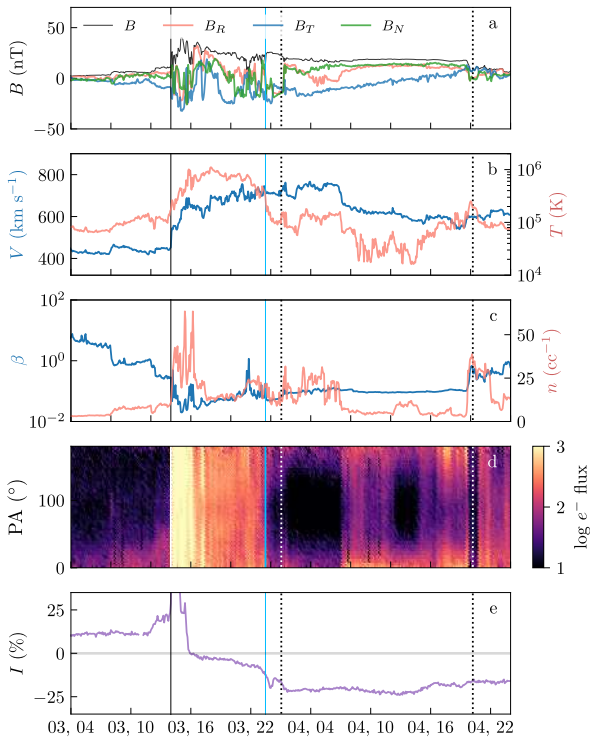 50
0
−50
B (nT)
B B_R B_T B_N
a
800
600
400
V (km s⁻¹)
b
10⁶
10⁵
10⁴
T (K)
10²
10⁰
10⁻²
β
c
50
25
0
n (cc⁻¹)
100
0
PA (°)
d
3
2
1
log e⁻ flux
25
0
−25
I (%)
e
03, 04 03, 10 03, 16 03, 22 04, 04 04, 10 04, 16 04, 22